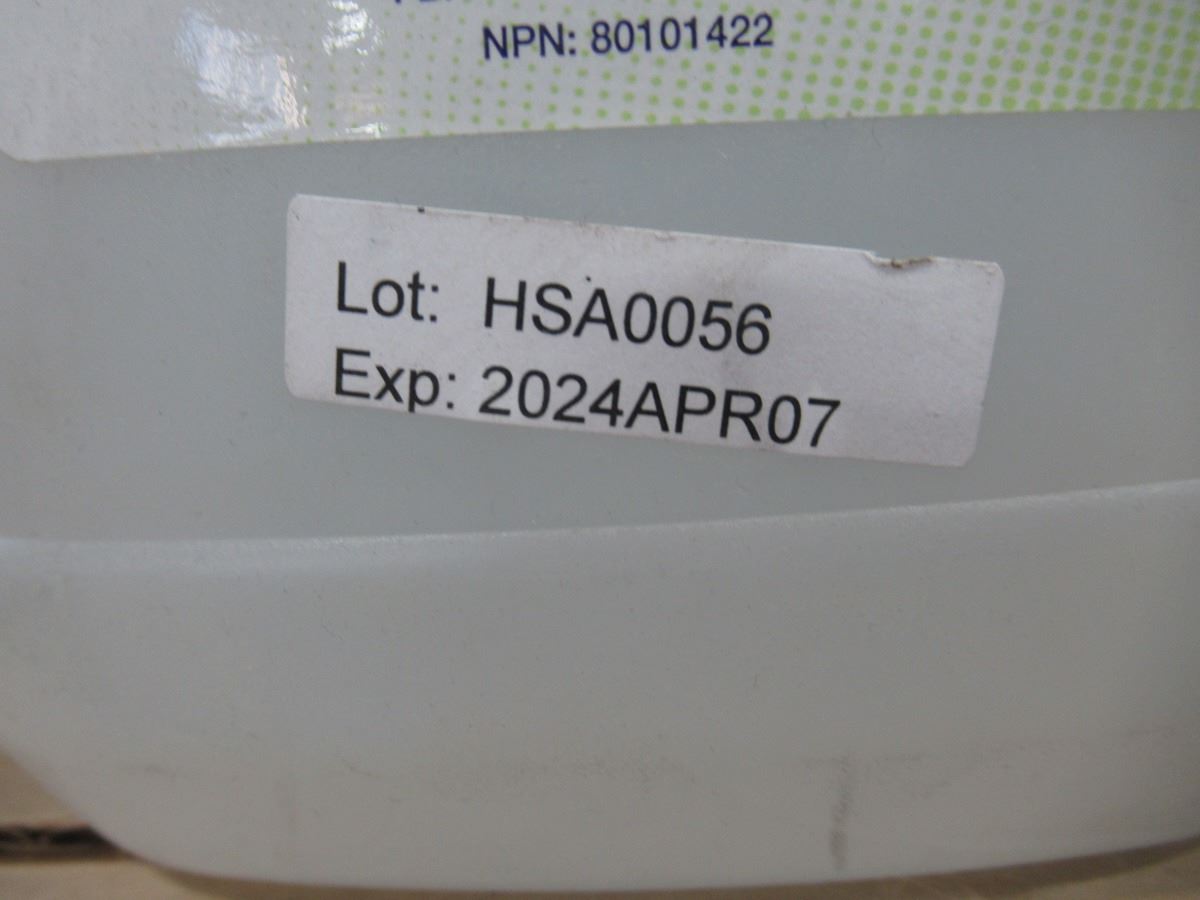 NPN: 80101422
Lot: HSA0056
Exp: 2024APR07